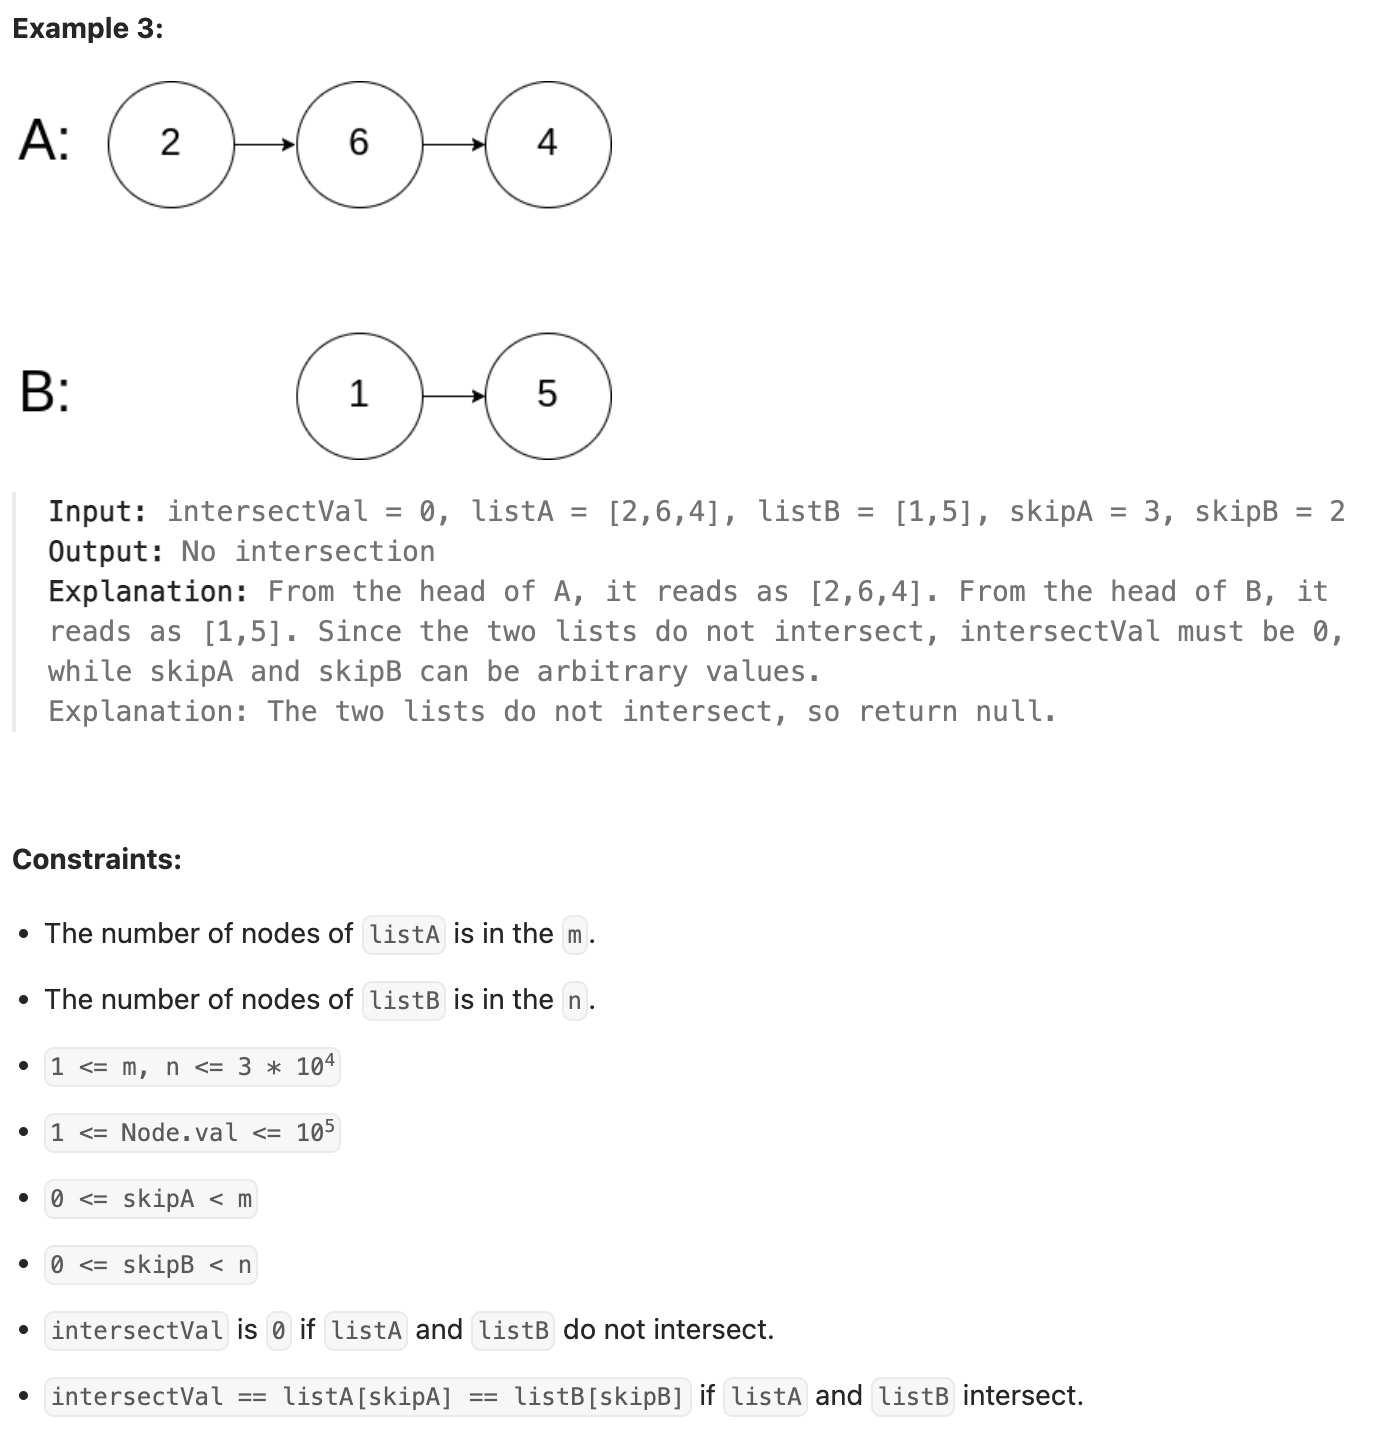 Example 3:
A: 2 6 4
B: 1 5
Input: intersectVal = 0, listA = [2,6,4], listB = [1,5], skipA = 3, skipB = 2
Output: No intersection
Explanation: From the head of A, it reads as [2,6,4]. From the head of B, it
reads as [1,5]. Since the two lists do not intersect, intersectVal must be 0,
while skipA and skipB can be arbitrary values.
Explanation: The two lists do not intersect, so return null.
Constraints:
• The number of nodes of listA is in the m.
• The number of nodes of listB is in the n.
• 1 <= m, n <= 3 * 10⁴
• 1 <= Node.val <= 10⁵
• 0 <= skipA < m
• 0 <= skipB < n
• intersectVal is 0 if listA and listB do not intersect.
• intersectVal == listA[skipA] == listB[skipB] if listA and listB intersect.